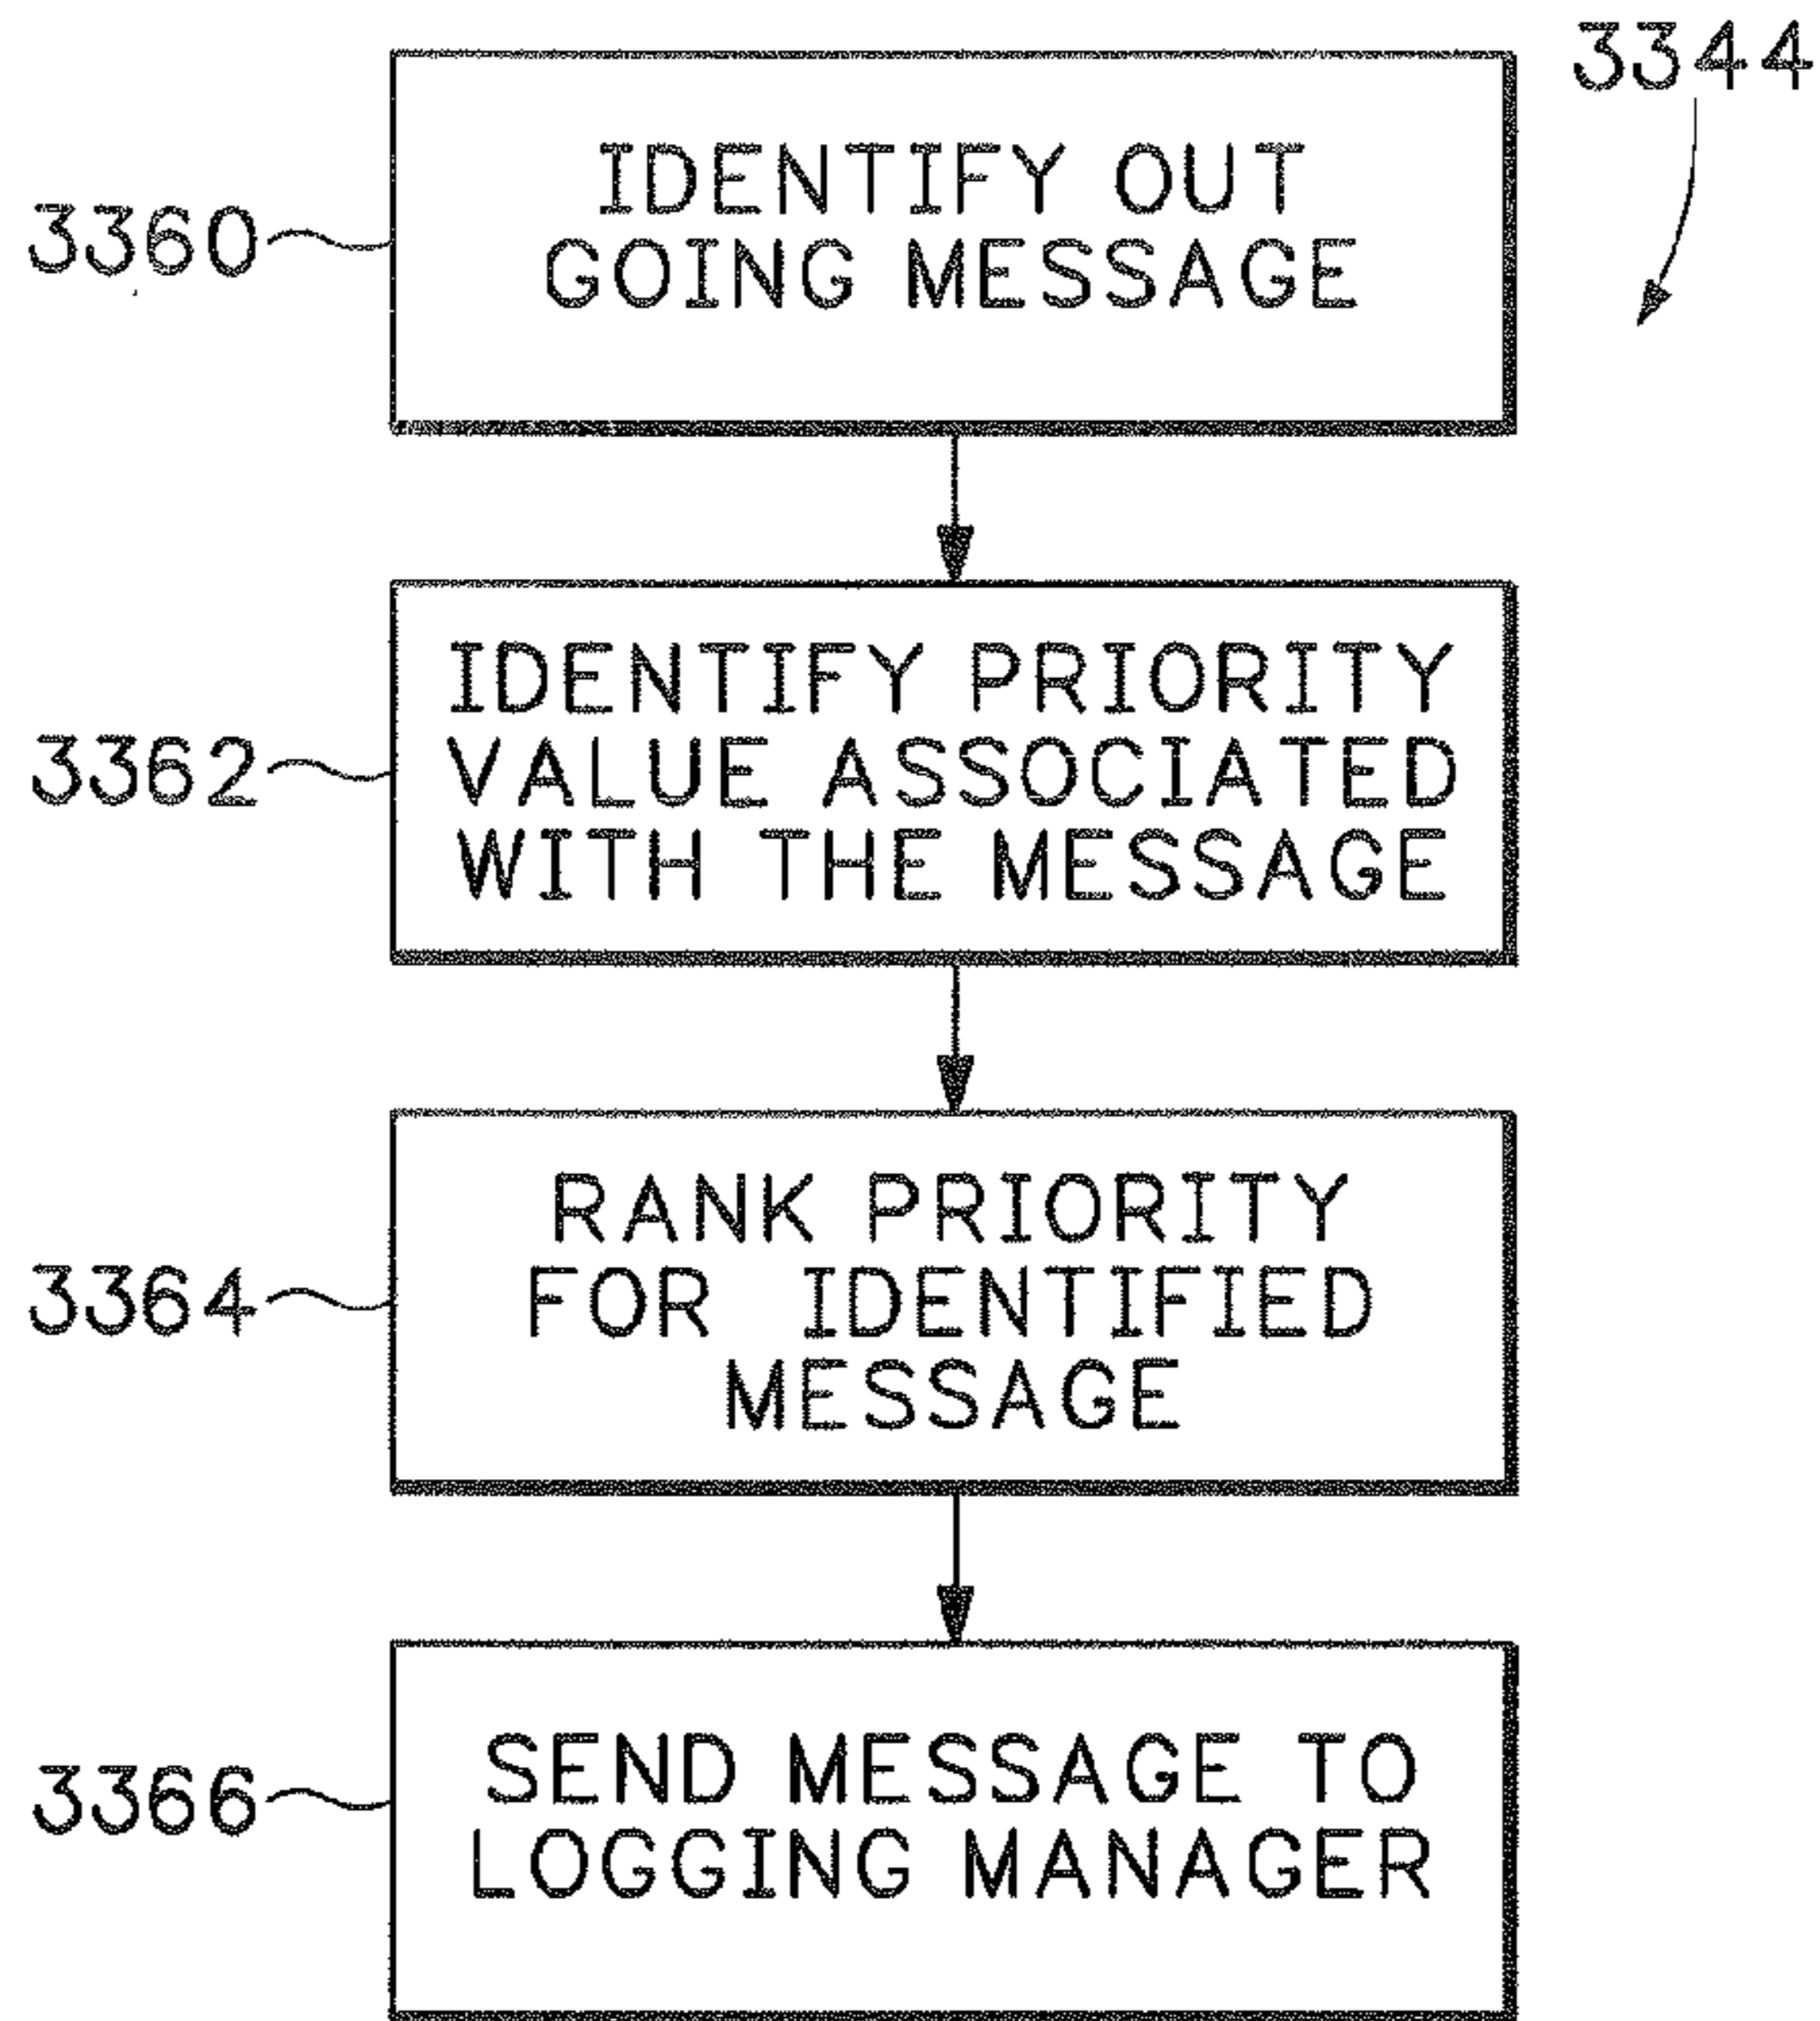 3344
3360
IDENTIFY OUT
GOING MESSAGE
3362
IDENTIFY PRIORITY
VALUE ASSOCIATED
WITH THE MESSAGE
3364
RANK PRIORITY
FOR IDENTIFIED
MESSAGE
3366
SEND MESSAGE TO
LOGGING MANAGER